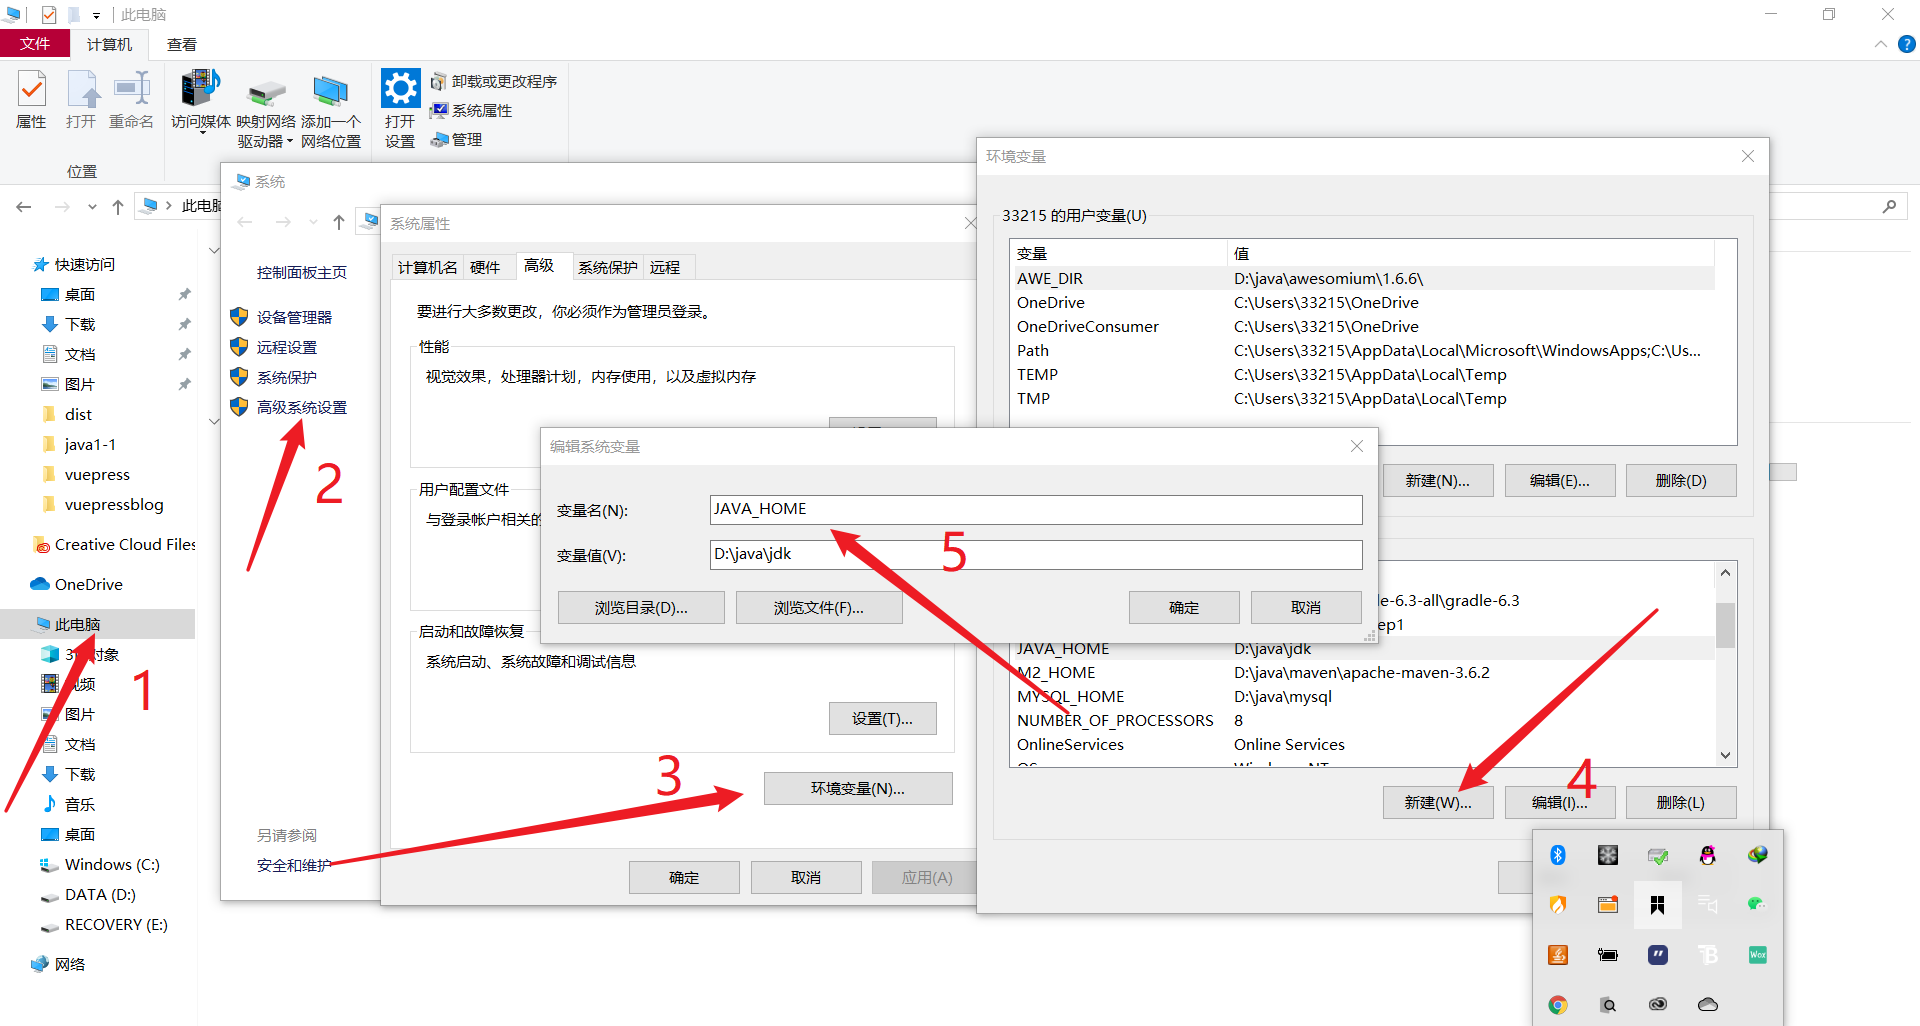 此电脑
文件
计算机
查看
属性
打开
重命名
位置
访问媒体
映射网络
驱动器
添加一个
网络位置
打开
设置
卸载或更改程序
系统属性
管理
此电脑
快速访问
桌面
下载
文档
图片
dist
java1-1
vuepress
vuepressblog
Creative Cloud Files
OneDrive
此电脑
1
视频
图片
文档
下载
音乐
桌面
Windows (C:)
DATA (D:)
RECOVERY (E:)
网络
系统
控制面板主页
设备管理器
远程设置
系统保护
高级系统设置
2
另请参阅
安全和维护
系统属性
计算机名
硬件
高级
系统保护
远程
要进行大多数更改，你必须作为管理员登录。
性能
视觉效果，处理器计划，内存使用，以及虚拟内存
用户配置文件
与登录帐户相关的
启动和故障恢复
系统启动、系统故障和调试信息
设置(T)...
3
环境变量(N)...
确定
取消
应用(A)
编辑系统变量
变量名(N):
JAVA_HOME
变量值(V):
D:\java\jdk
5
浏览目录(D)...
浏览文件(F)...
确定
取消
环境变量
33215 的用户变量(U)
变量 值
AWE_DIR D:\java\awesomium\1.6.6\
OneDrive C:\Users\33215\OneDrive
OneDriveConsumer C:\Users\33215\OneDrive
Path C:\Users\33215\AppData\Local\Microsoft\WindowsApps;C:\Us...
TEMP C:\Users\33215\AppData\Local\Temp
TMP C:\Users\33215\AppData\Local\Temp
新建(N)...
编辑(E)...
删除(D)
le-6.3-all\gradle-6.3
ep1
JAVA_HOME D:\java\jdk
M2_HOME D:\java\maven\apache-maven-3.6.2
MYSQL_HOME D:\java\mysql
NUMBER_OF_PROCESSORS 8
OnlineServices Online Services
新建(W)...
4
编辑(I)...
删除(L)
Wox